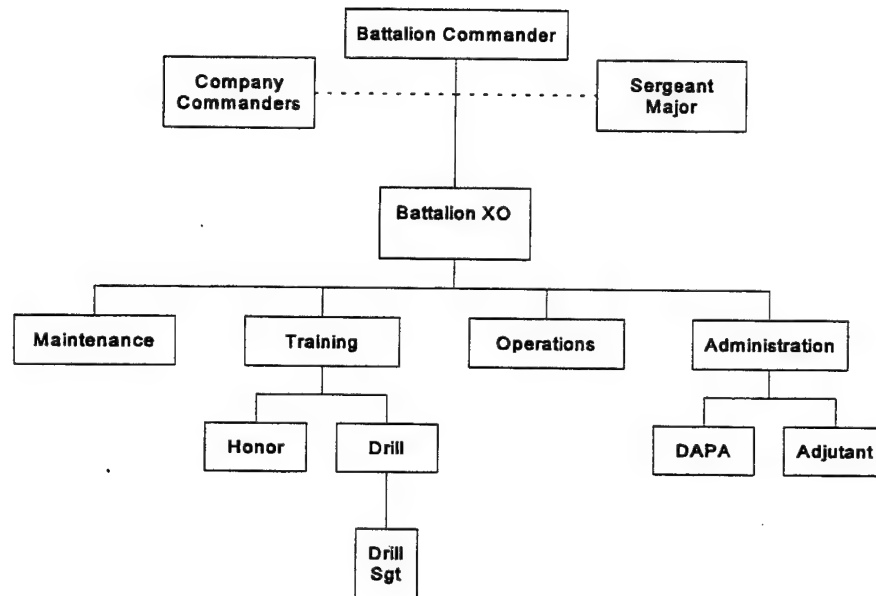 Battalion Commander
Company
Commanders
Sergeant
Major
Battalion XO
Maintenance
Training
Operations
Administration
Honor
Drill
DAPA
Adjutant
Drill
Sgt